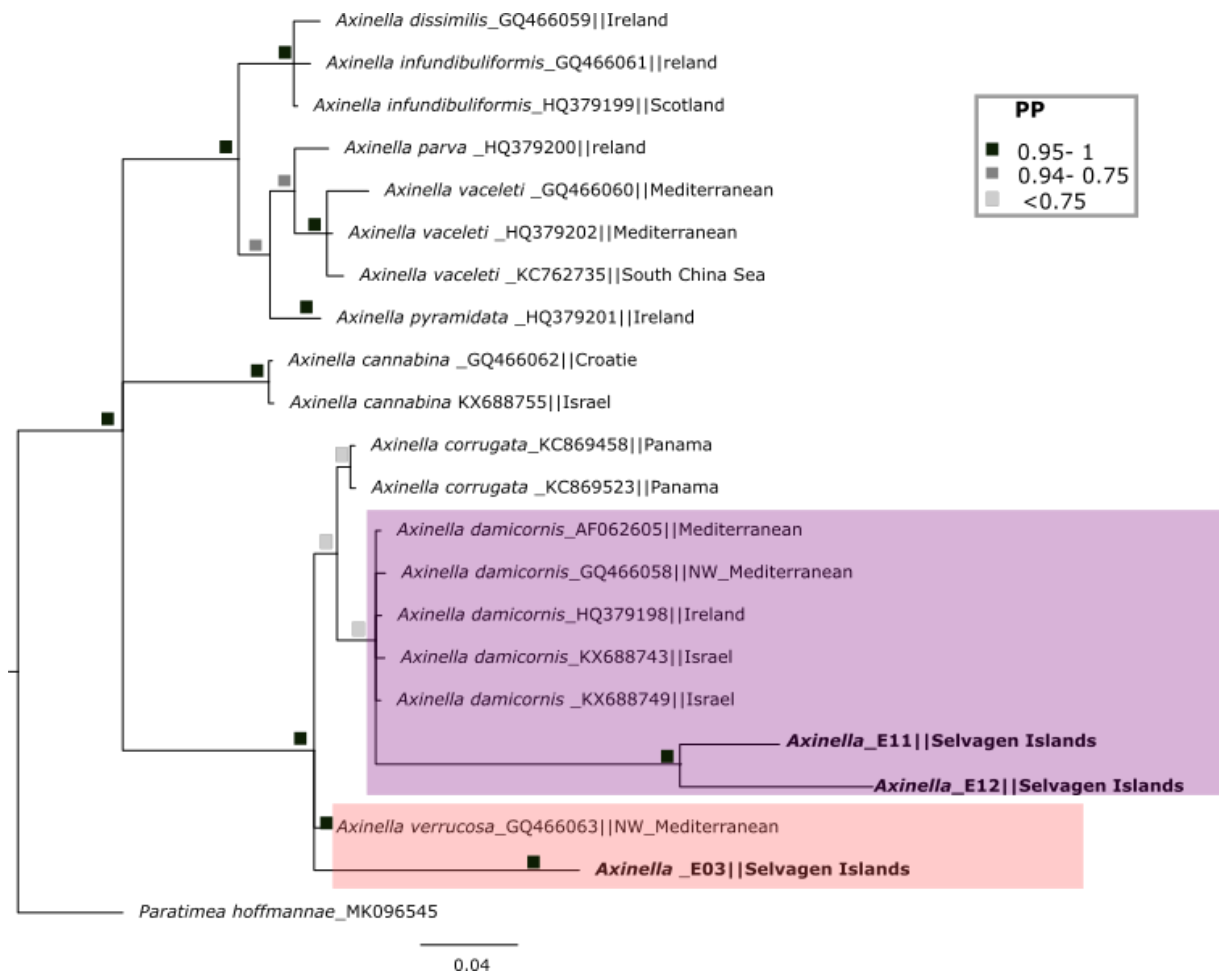 Axinella dissimilis_GQ466059||Ireland
Axinella infundibuliformis_GQ466061||reland
Axinella infundibuliformis_HQ379199||Scotland
Axinella parva _HQ379200||reland
Axinella vaceleti _GQ466060||Mediterranean
Axinella vaceleti _HQ379202||Mediterranean
Axinella vaceleti _KC762735||South China Sea
Axinella pyramidata _HQ379201||Ireland
Axinella cannabina _GQ466062||Croatie
Axinella cannabina KX688755||Israel
Axinella corrugata_KC869458||Panama
Axinella corrugata _KC869523||Panama
Axinella damicornis_AF062605||Mediterranean
Axinella damicornis_GQ466058||NW_Mediterranean
Axinella damicornis_HQ379198||Ireland
Axinella damicornis_KX688743||Israel
Axinella damicornis _KX688749||Israel
Axinella_E11||Selvagen Islands
Axinella_E12||Selvagen Islands
Axinella verrucosa_GQ466063||NW_Mediterranean
Axinella _E03||Selvagen Islands
Paratimea hoffmannae_MK096545
0.04
PP
0.95- 1
0.94- 0.75
<0.75